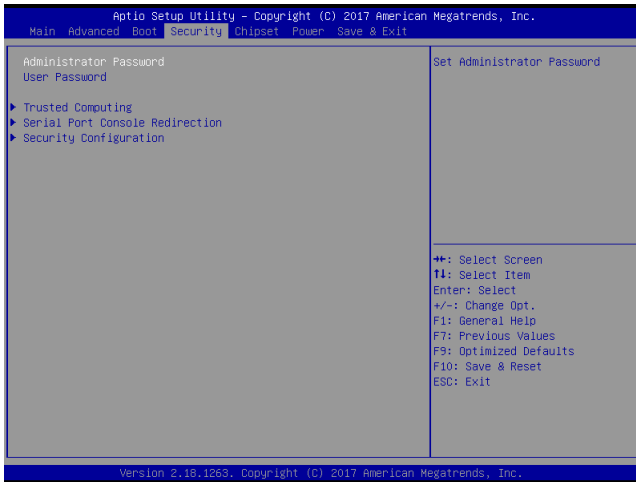 Aptio Setup Utility – Copyright (C) 2017 American Megatrends, Inc.
Main Advanced Boot Security Chipset Power Save & Exit
Administrator Password
User Password
Trusted Computing
Serial Port Console Redirection
Security Configuration
Set Administrator Password
→←: Select Screen
↑↓: Select Item
Enter: Select
+/-: Change Opt.
F1: General Help
F7: Previous Values
F9: Optimized Defaults
F10: Save & Reset
ESC: Exit
Version 2.18.1263. Copyright (C) 2017 American Megatrends, Inc.